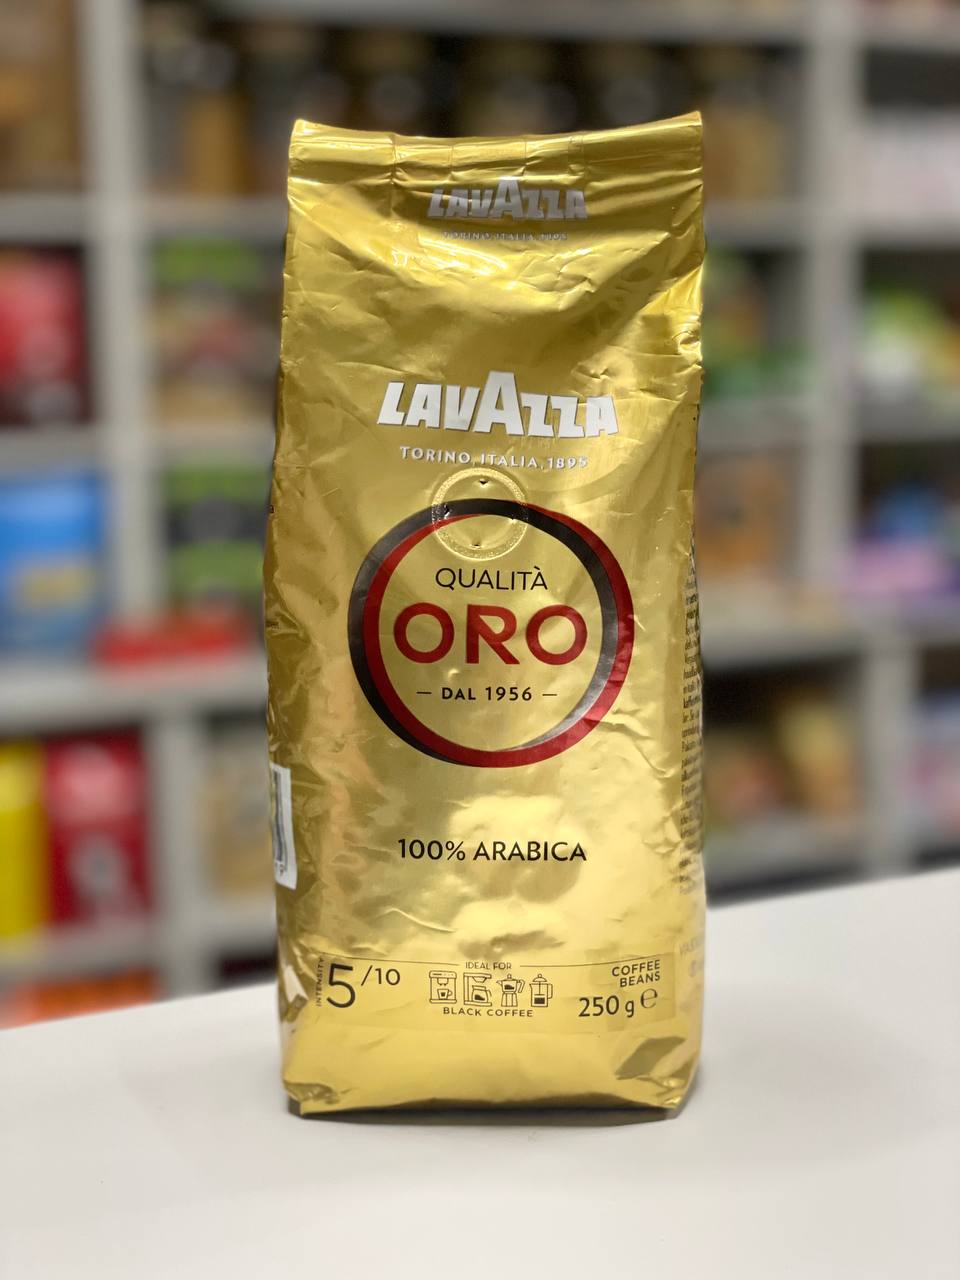 LAVAZZA
TORINO, ITALIA, 1895
LAVAZZA
TORINO, ITALIA, 1895
QUALITÀ
ORO
— DAL 1956 —
100% ARABICA
INTENSITY
5/10
IDEAL FOR
BLACK COFFEE
COFFEE
BEANS
250 g ℮